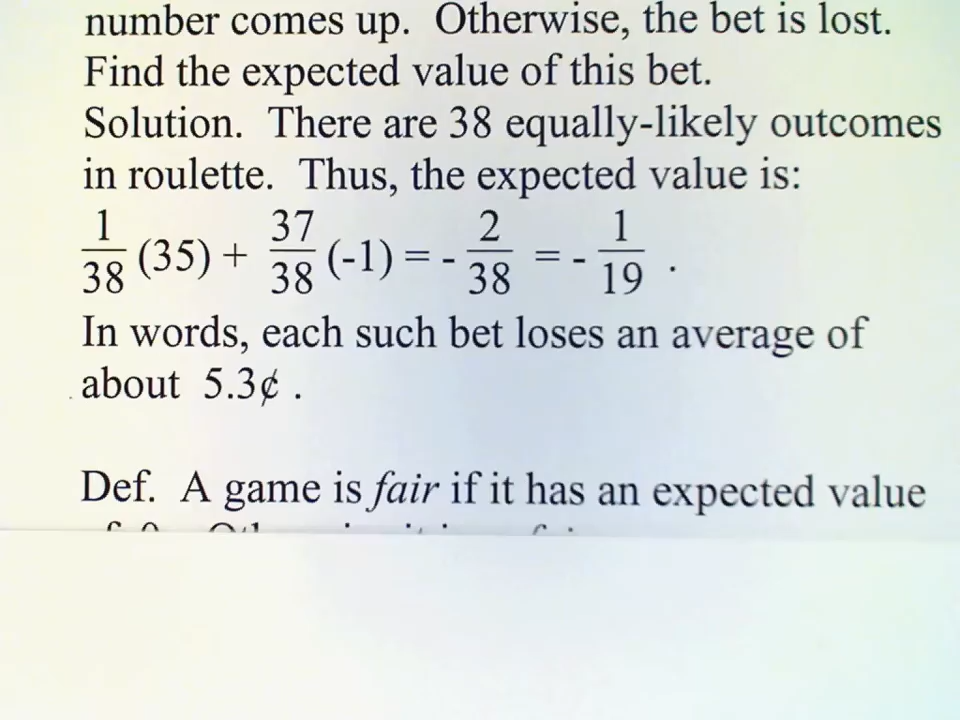 number comes up. Otherwise, the bet is lost.
Find the expected value of this bet.
Solution. There are 38 equally-likely outcomes
in roulette. Thus, the expected value is:
1/38 (35) + 37/38 (-1) = - 2/38 = - 1/19 .
In words, each such bet loses an average of
about 5.3¢ .
Def. A game is fair if it has an expected value